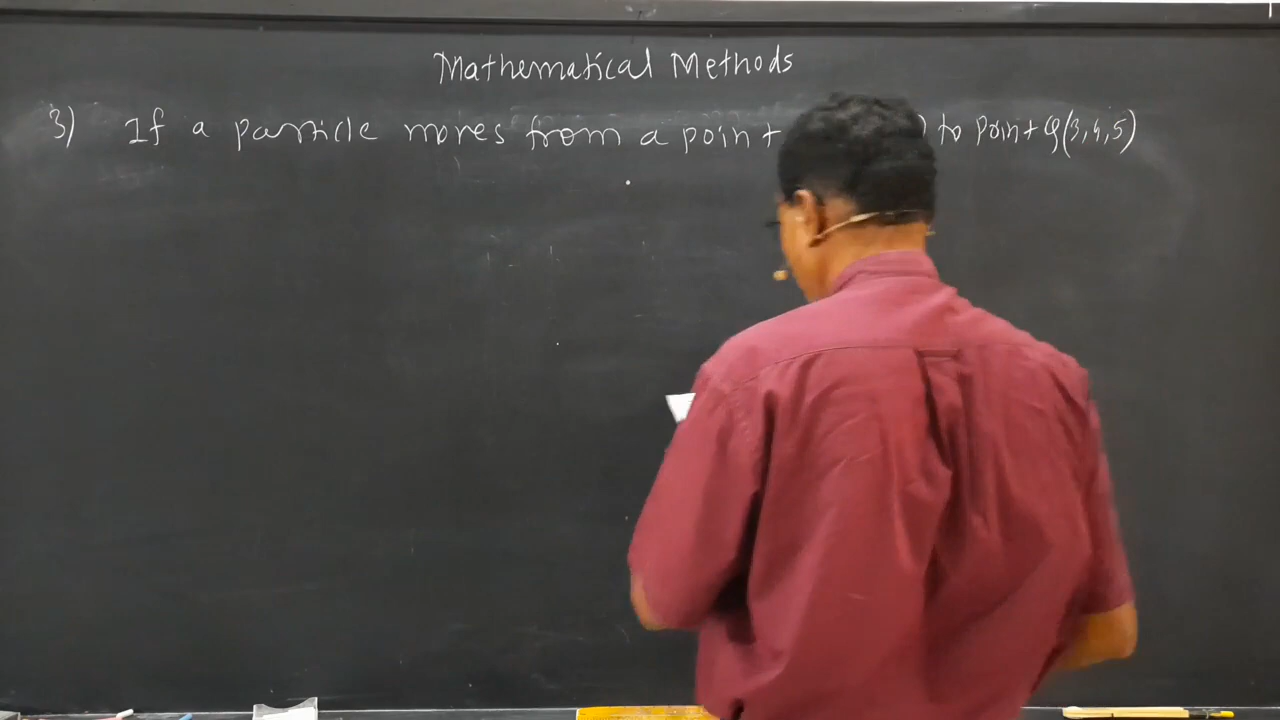 Mathematical Methods
3) If a particle moves from a point ) to point Q(3,4,5)